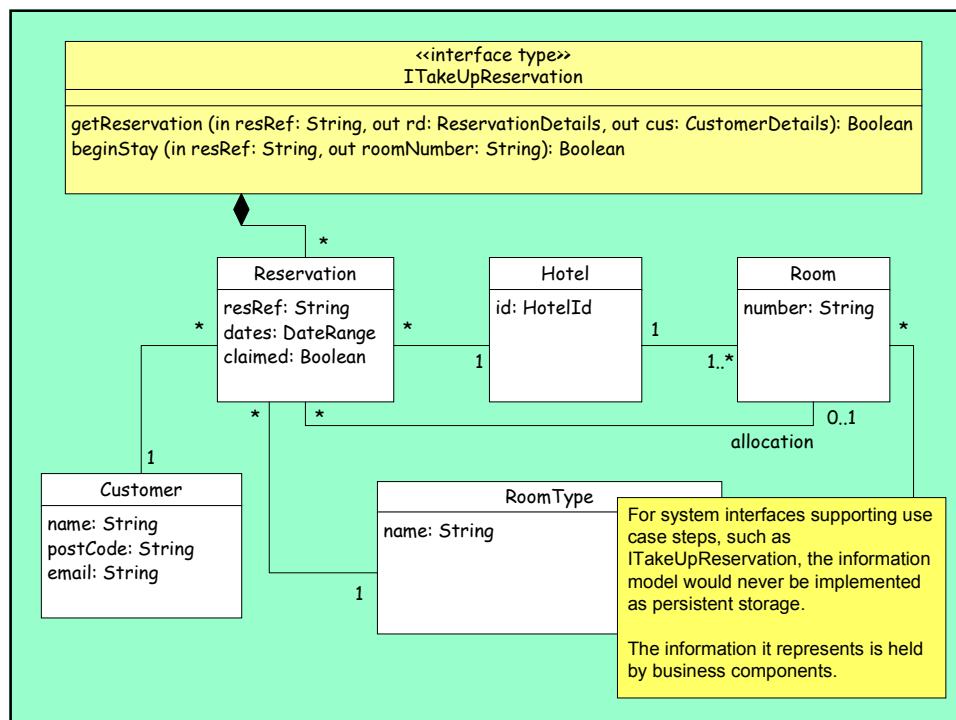 <<interface type>>
ITakeUpReservation
getReservation (in resRef: String, out rd: ReservationDetails, out cus: CustomerDetails): Boolean
beginStay (in resRef: String, out roomNumber: String): Boolean
*
Reservation
resRef: String
dates: DateRange
claimed: Boolean
Hotel
id: HotelId
Room
number: String
*
*
1
1
1..*
*
*
*
0..1
allocation
1
Customer
name: String
postCode: String
email: String
RoomType
name: String
1
For system interfaces supporting use
case steps, such as
ITakeUpReservation, the information
model would never be implemented
as persistent storage.
The information it represents is held
by business components.